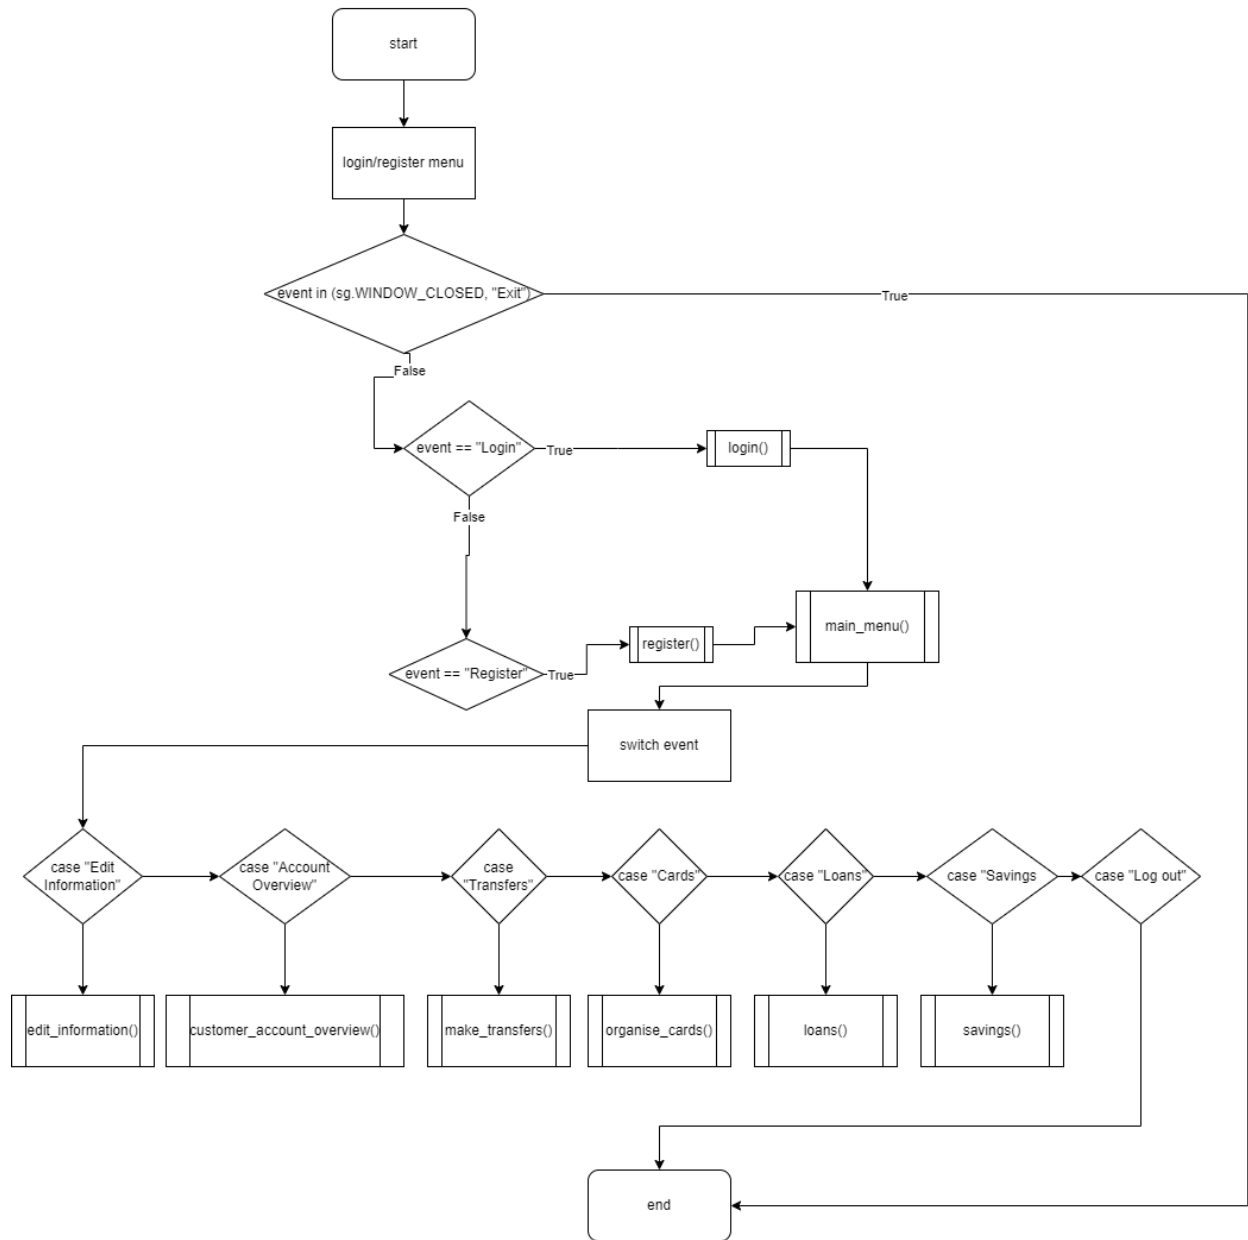 start
login/register menu
event in (sg.WINDOW_CLOSED, "Exit")
True
False
event == "Login"
True
login()
False
main_menu()
register()
event == "Register"
True
switch event
case "Edit
Information"
case "Account
Overview"
case
"Transfers"
case "Cards"
case "Loans"
case "Savings
case "Log out"
edit_information()
customer_account_overview()
make_transfers()
organise_cards()
loans()
savings()
end